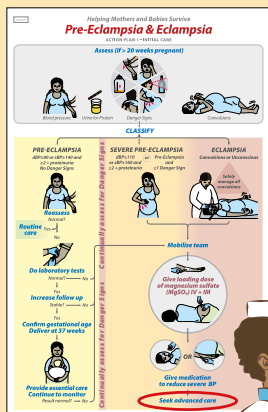 Helping Mothers and Babies Survive
Pre-Eclampsia & Eclampsia
ACTION PLAN 1 • INITIAL CARE
Assess (if > 20 weeks pregnant)
Blood pressure
Urine for Protein
Danger Signs
Convulsions
CLASSIFY
PRE-ECLAMPSIA
dBP≥90 or sBP≥140 and
≥2 + proteinuria
No Danger Signs
SEVERE PRE-ECLAMPSIA
dBP≥110
or sBP≥160 and
≥2 + proteinuria
or
Pre-Eclampsia
and
≥1 Danger Sign
ECLAMPSIA
Convulsions or Unconscious
Safely
manage all
convulsions
Continually assess for Danger Signs
Continually assess for Danger Signs
Reassess
Normal?
Yes
Routine
care
No
Do laboratory tests
Normal?
No
Yes
Increase follow up
Stable?
No
Yes
Confirm gestational age
Deliver at 37 weeks
Provide essential care
Continue to monitor
Result normal?
No
Mobilize team
Give loading dose
of magnesium sulfate
(MgSO₄) IV + IM
OR
Give medication
to reduce severe BP
Seek advanced care